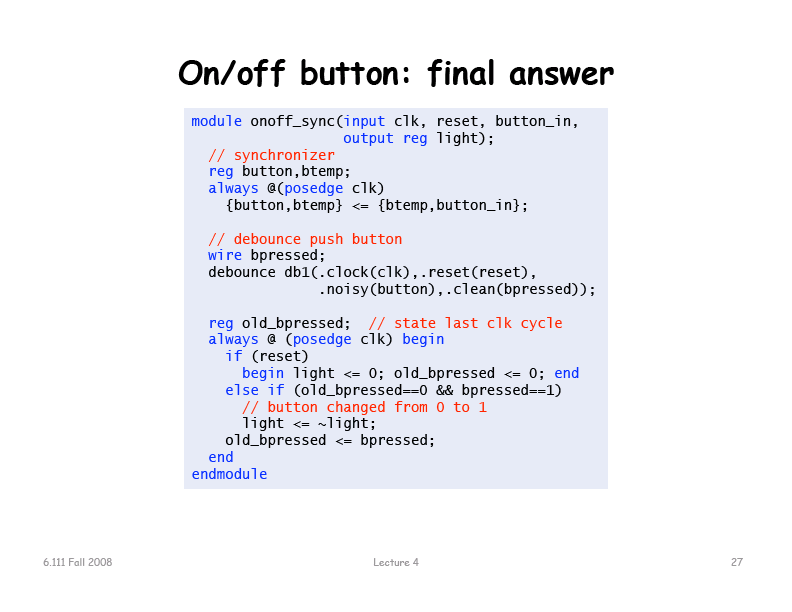 On/off button: final answer
module onoff_sync(input clk, reset, button_in,
                  output reg light);
  // synchronizer
  reg button,btemp;
  always @(posedge clk)
    {button,btemp} <= {btemp,button_in};

  // debounce push button
  wire bpressed;
  debounce db1(.clock(clk),.reset(reset),
               .noisy(button),.clean(bpressed));

  reg old_bpressed;  // state last clk cycle
  always @ (posedge clk) begin
    if (reset)
      begin light <= 0; old_bpressed <= 0; end
    else if (old_bpressed==0 && bpressed==1)
      // button changed from 0 to 1
      light <= ~light;
    old_bpressed <= bpressed;
  end
endmodule
6.111 Fall 2008
Lecture 4
27